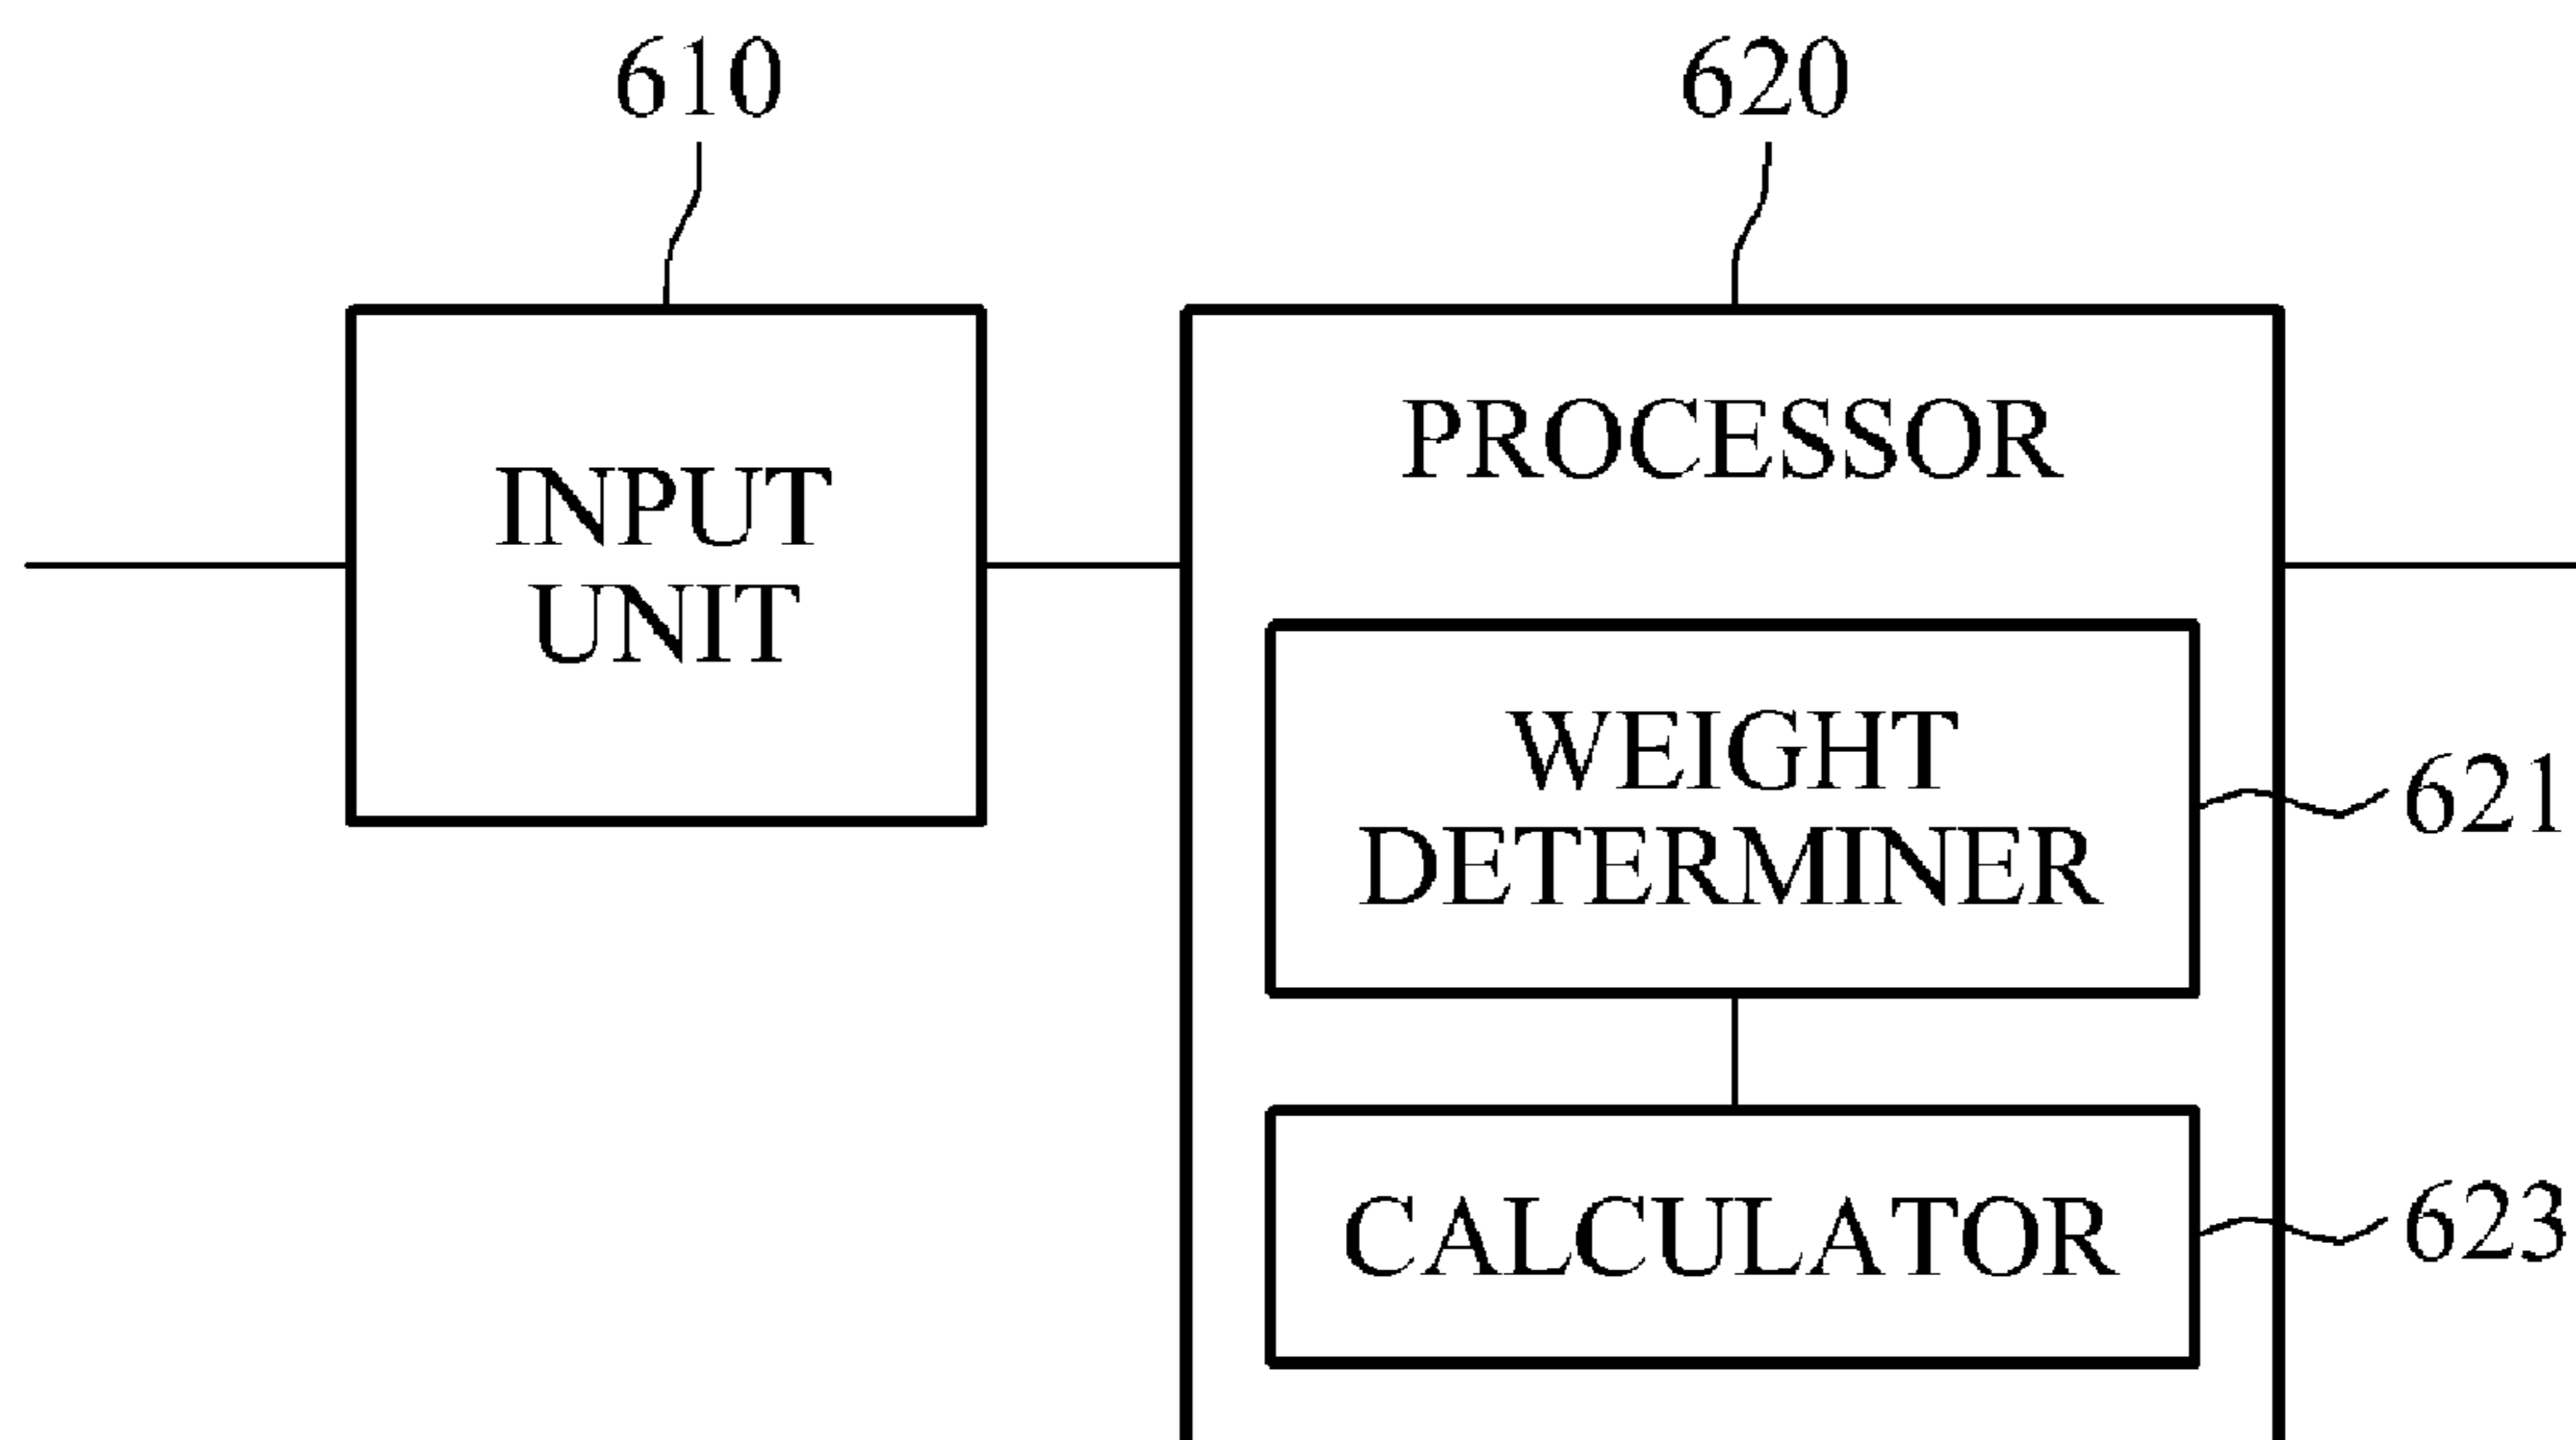 610
620
INPUT
UNIT
PROCESSOR
WEIGHT
DETERMINER
621
CALCULATOR
623